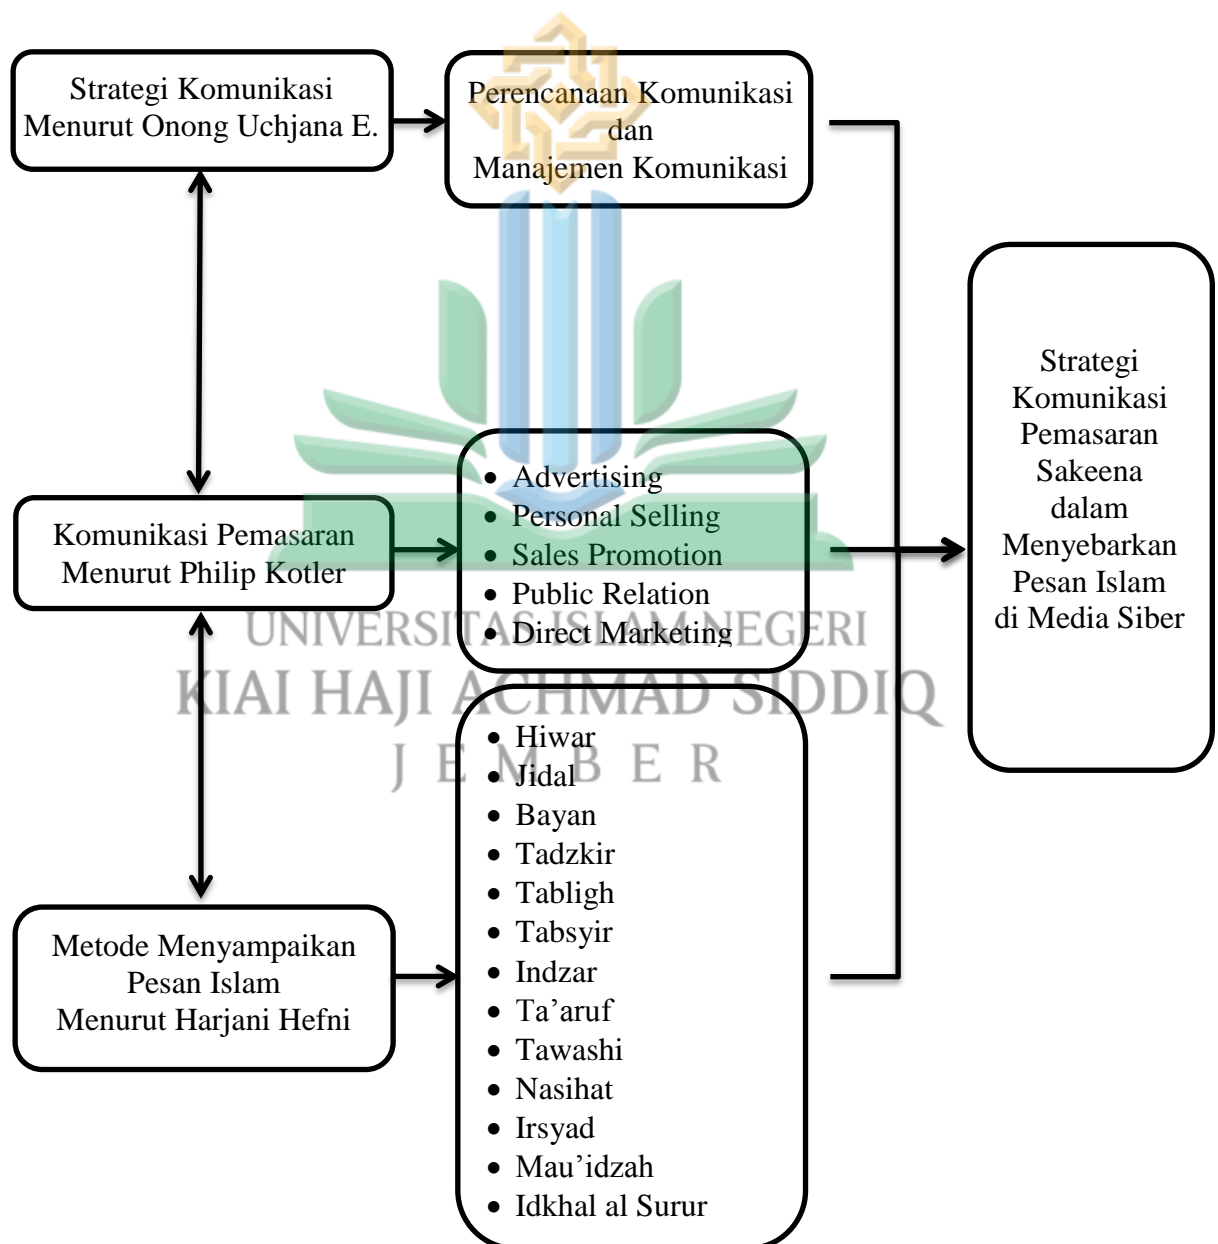 Strategi Komunikasi
Menurut Onong Uchjana E.
Perencanaan Komunikasi
dan
Manajemen Komunikasi
Komunikasi Pemasaran
Menurut Philip Kotler
• Advertising
• Personal Selling
• Sales Promotion
• Public Relation
• Direct Marketing
Metode Menyampaikan
Pesan Islam
Menurut Harjani Hefni
• Hiwar
• Jidal
• Bayan
• Tadzkir
• Tabligh
• Tabsyir
• Indzar
• Ta’aruf
• Tawashi
• Nasihat
• Irsyad
• Mau’idzah
• Idkhal al Surur
Strategi
Komunikasi
Pemasaran
Sakeena
dalam
Menyebarkan
Pesan Islam
di Media Siber
UNIVERSITAS ISLAM NEGERI
KIAI HAJI ACHMAD SIDDIQ
JEMBER